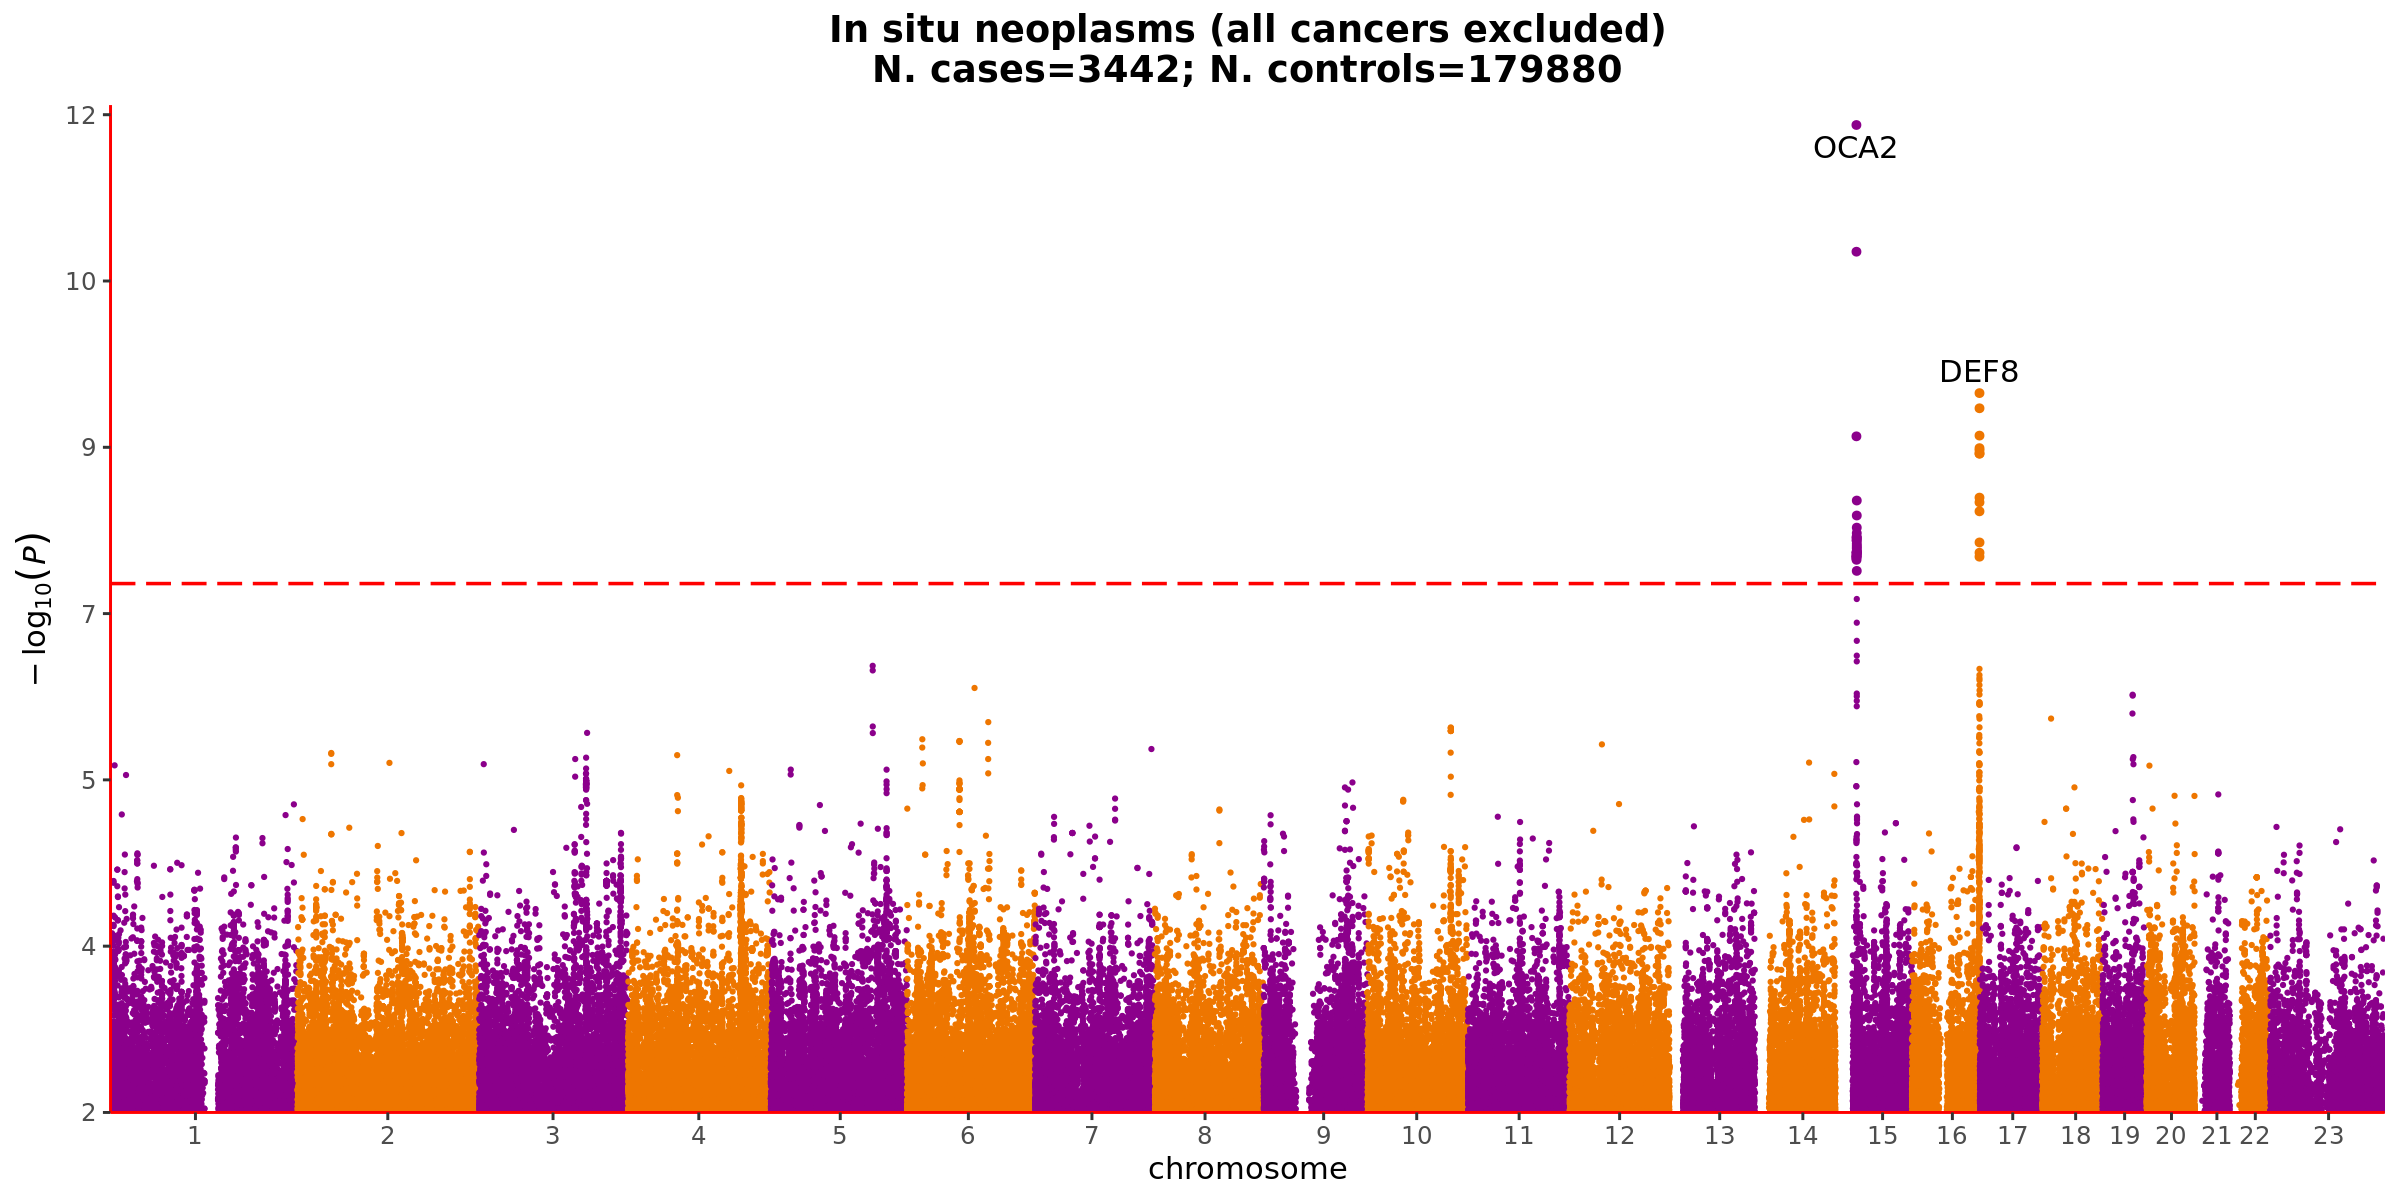 In situ neoplasms (all cancers excluded)
N. cases=3442; N. controls=179880
12
OCA2
10
DEF8
9
− log₁₀(P)
7
5
4
2
1 2 3 4 5 6 7 8 9 10 11 12 13 14 15 16 17 18 19 20 21 22 23
chromosome